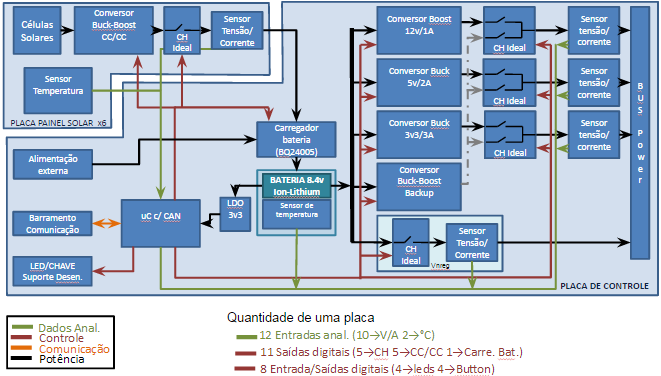 Células
Solares
Conversor
Buck-Boost
CC/CC
CH
Ideal
Sensor
Tensão/
Corrente
Sensor
Temperatura
PLACA PAINEL SOLAR x6
Alimentação
externa
Carregador
bateria
(BQ24005)
BATERIA 8.4v
Ion-Lithium
Sensor de
temperatura
LDO
3v3
uC c/ CAN
Barramento
Comunicação
LED/CHAVE
Suporte Desen.
Conversor Boost
12v/1A
CH Ideal
Sensor
tensão/
corrente
Conversor Buck
5v/2A
CH Ideal
Sensor
tensão/
corrente
Conversor Buck
3v3/3A
CH Ideal
Sensor
tensão/
corrente
Conversor
Buck-Boost
Backup
CH
Ideal
Sensor
Tensão/
Corrente
Vnreg
BUS Power
PLACA DE CONTROLE
Dados Anal.
Controle
Comunicação
Potência
Quantidade de uma placa
12 Entradas anal. (10→V/A 2→°C)
11 Saídas digitais (5→CH 5→CC/CC 1→Carre. Bat.)
8 Entrada/Saídas digitais (4→leds 4→Button)